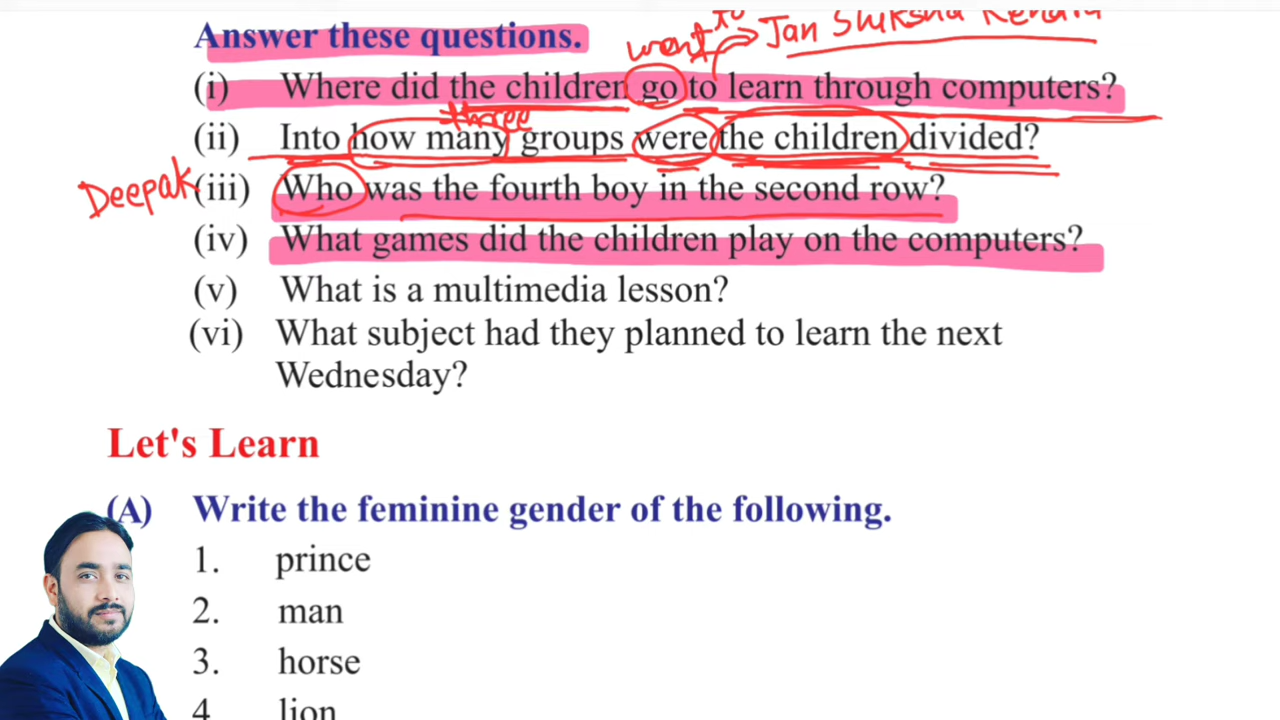 Answer these questions.
went to Jan Shiksha Kendra
(i) Where did the children go to learn through computers?
three
(ii) Into how many groups were the children divided?
Deepak
(iii) Who was the fourth boy in the second row?
(iv) What games did the children play on the computers?
(v) What is a multimedia lesson?
(vi) What subject had they planned to learn the next
Wednesday?
Let's Learn
(A) Write the feminine gender of the following.
1. prince
2. man
3. horse
4 lion